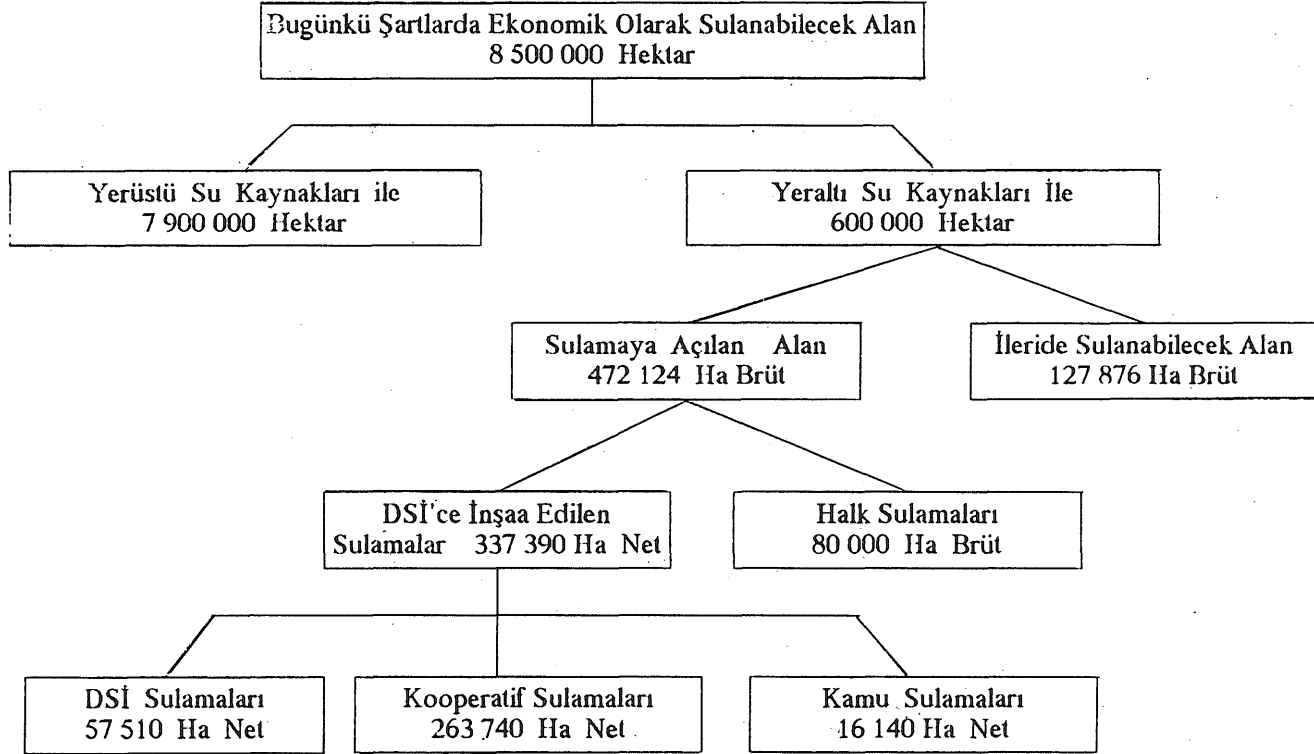 Bugünkü Şartlarda Ekonomik Olarak Sulanabilecek Alan
8 500 000 Hektar
Yerüstü Su Kaynakları ile
7 900 000 Hektar
Yeraltı Su Kaynakları İle
600 000 Hektar
Sulamaya Açılan Alan
472 124 Ha Brüt
İleride Sulanabilecek Alan
127 876 Ha Brüt
DSİ'ce İnşaa Edilen
Sulamalar 337 390 Ha Net
Halk Sulamaları
80 000 Ha Brüt
DSİ Sulamaları
57 510 Ha Net
Kooperatif Sulamaları
263 740 Ha Net
Kamu Sulamaları
16 140 Ha Net